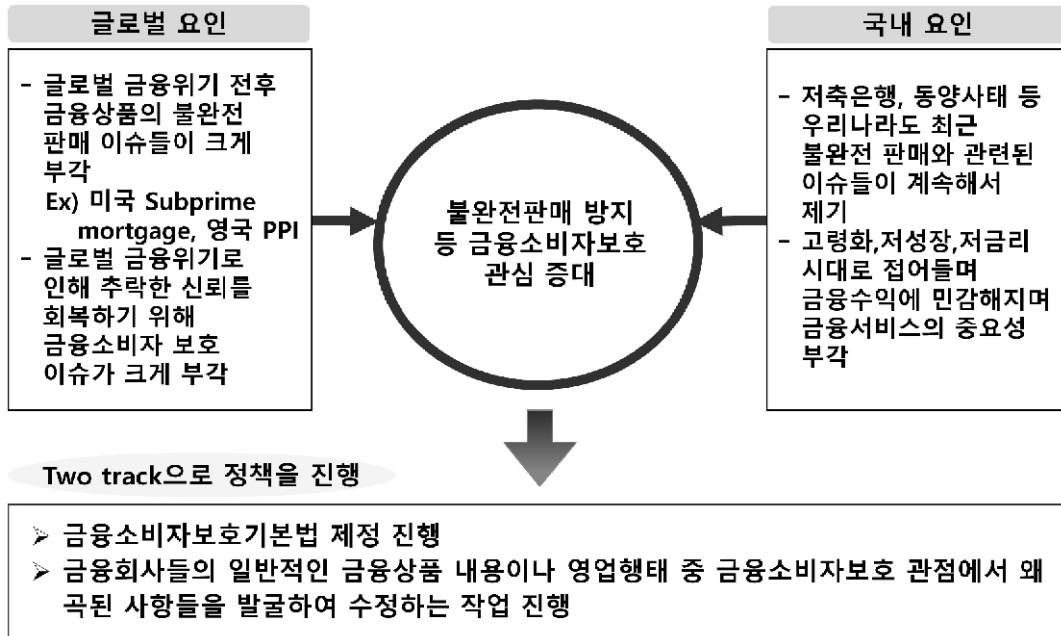 글로벌 요인
- 글로벌 금융위기 전후
금융상품의 불완전
판매 이슈들이 크게
부각
Ex) 미국 Subprime
mortgage, 영국 PPI
- 글로벌 금융위기로
인해 추락한 신뢰를
회복하기 위해
금융소비자 보호
이슈가 크게 부각
불완전판매 방지
등 금융소비자보호
관심 증대
국내 요인
- 저축은행, 동양사태 등
우리나라도 최근
불완전 판매와 관련된
이슈들이 계속해서
제기
- 고령화,저성장,저금리
시대로 접어들며
금융수익에 민감해지며
금융서비스의 중요성
부각
Two track으로 정책을 진행
➢ 금융소비자보호기본법 제정 진행
➢ 금융회사들의 일반적인 금융상품 내용이나 영업행태 중 금융소비자보호 관점에서 왜
곡된 사항들을 발굴하여 수정하는 작업 진행